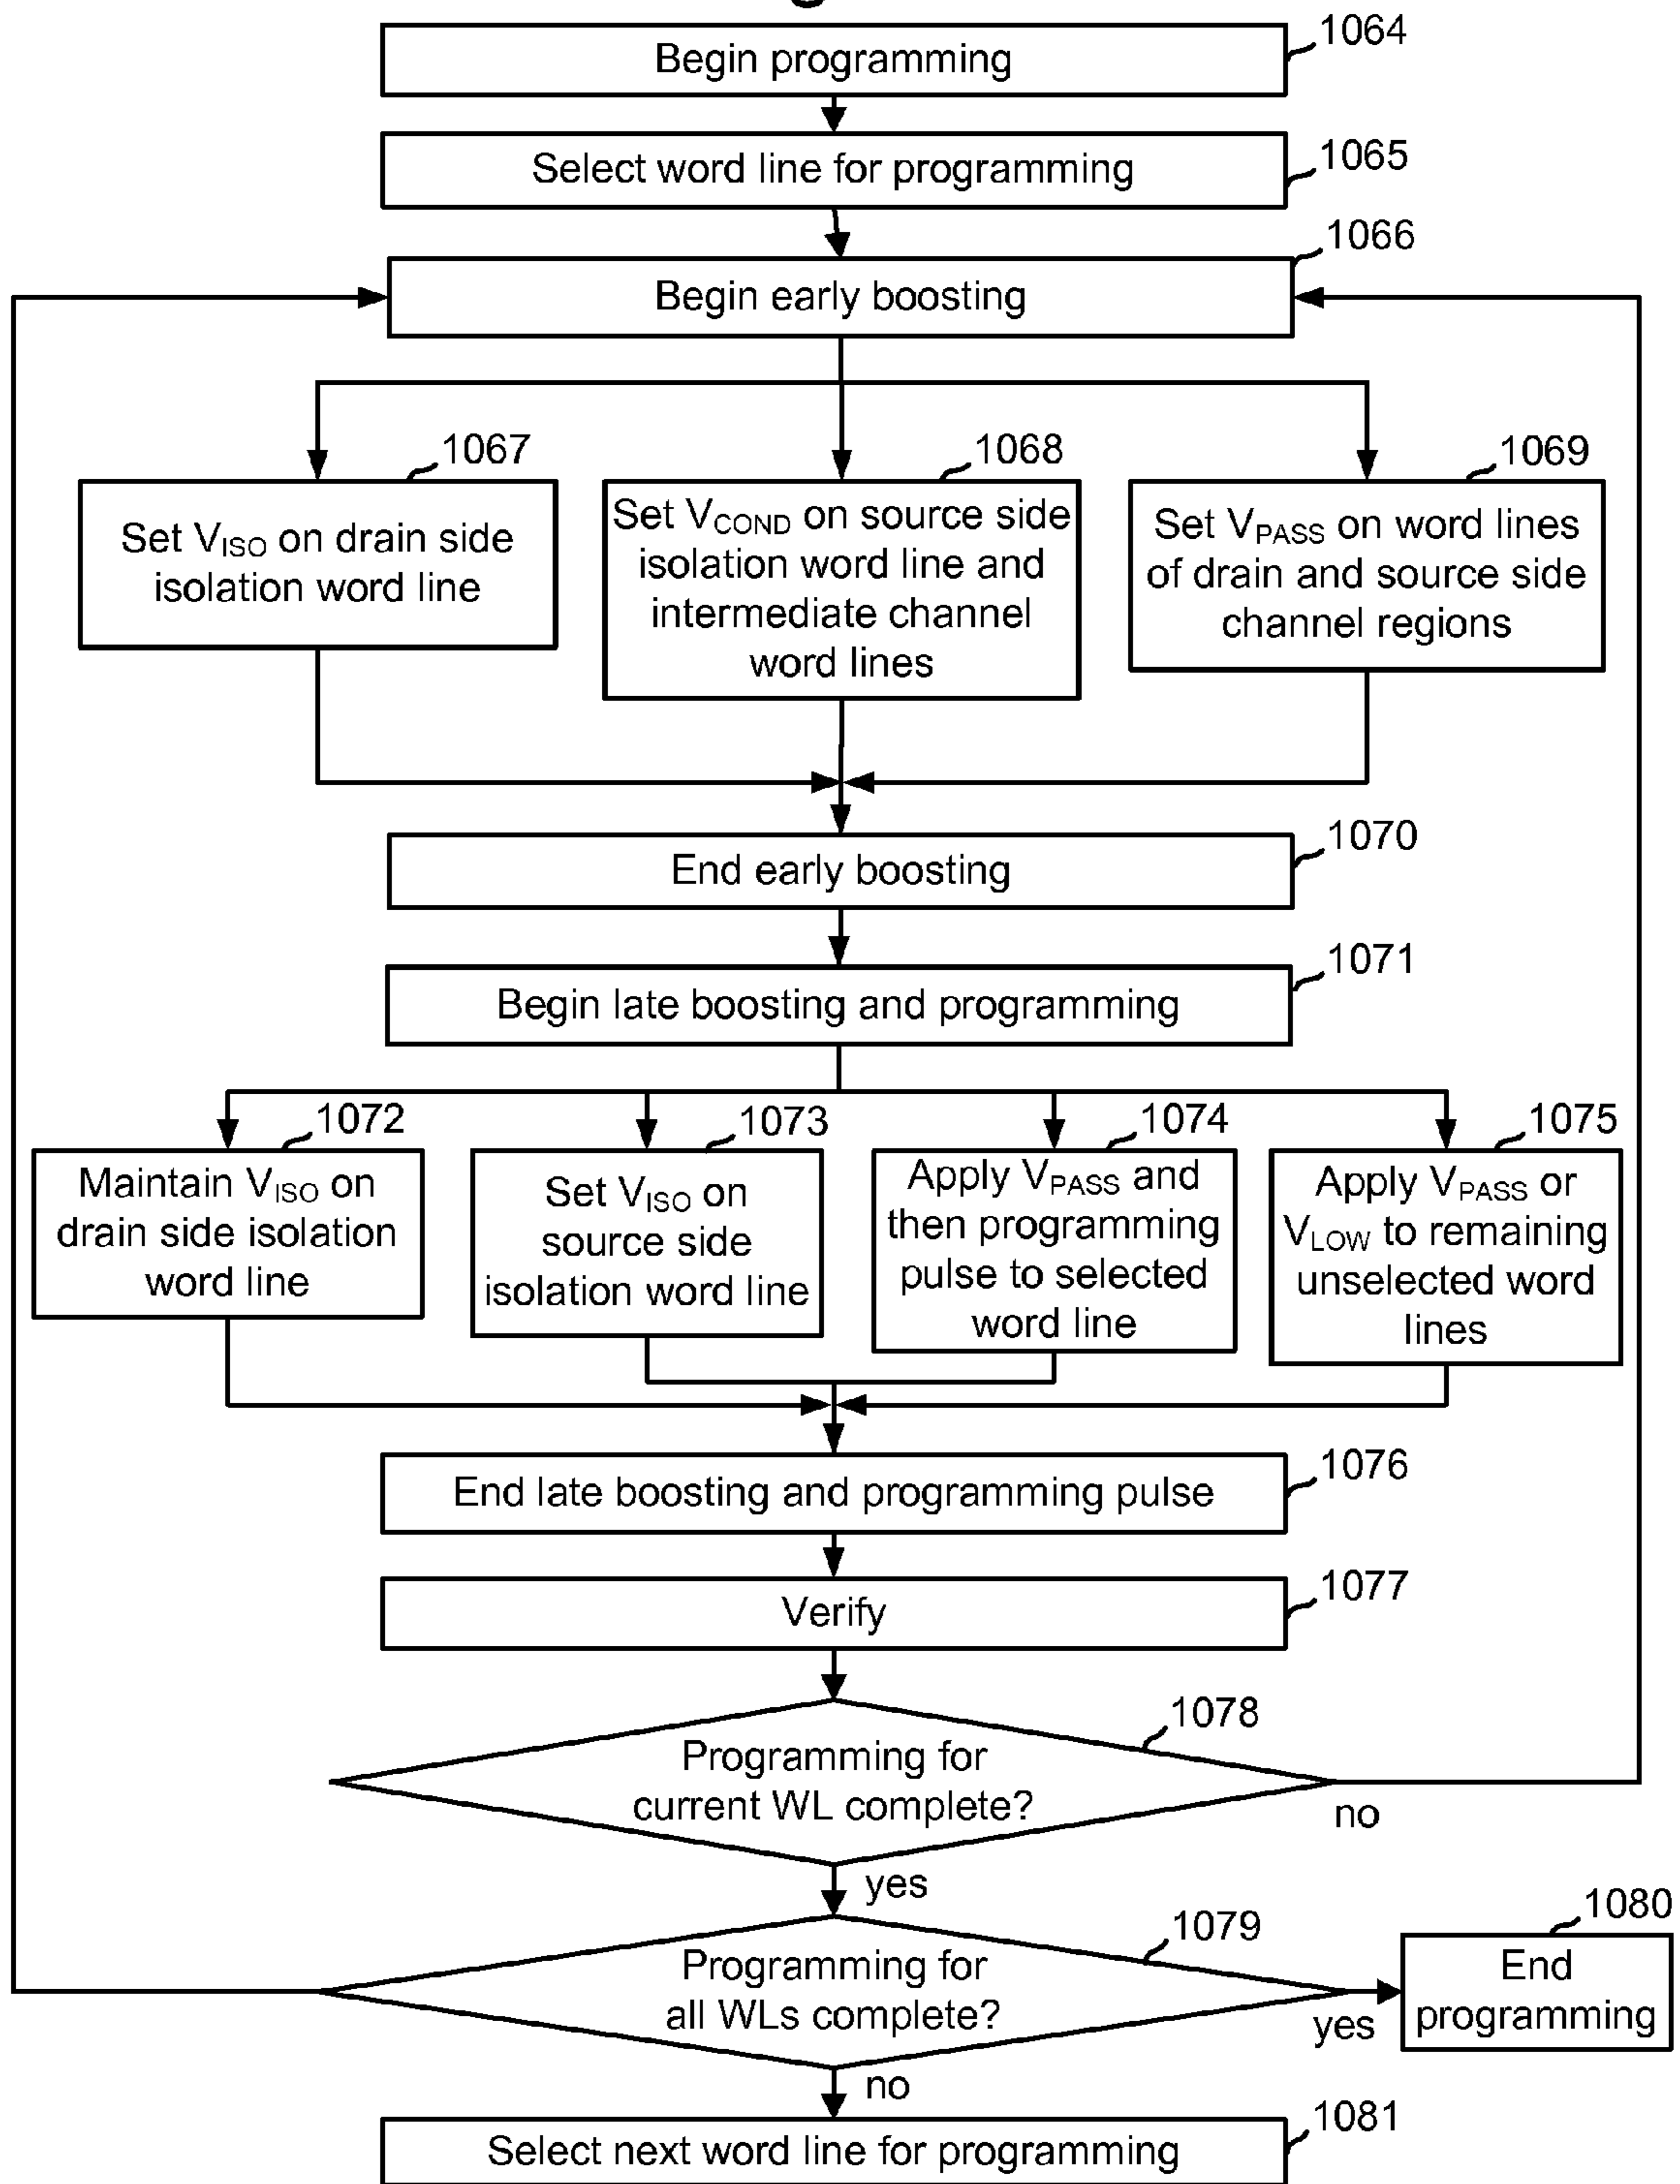 1064
Begin programming
1065
Select word line for programming
1066
Begin early boosting
1067
Set VISO on drain side
isolation word line
1068
Set VCOND on source side
isolation word line and
intermediate channel
word lines
1069
Set VPASS on word lines
of drain and source side
channel regions
1070
End early boosting
1071
Begin late boosting and programming
1072
Maintain VISO on
drain side isolation
word line
1073
Set VISO on
source side
isolation word line
1074
Apply VPASS and
then programming
pulse to selected
word line
1075
Apply VPASS or
VLOW to remaining
unselected word
lines
1076
End late boosting and programming pulse
1077
Verify
1078
Programming for
current WL complete?
no
yes
1079
Programming for
all WLs complete?
yes
1080
End
programming
no
1081
Select next word line for programming